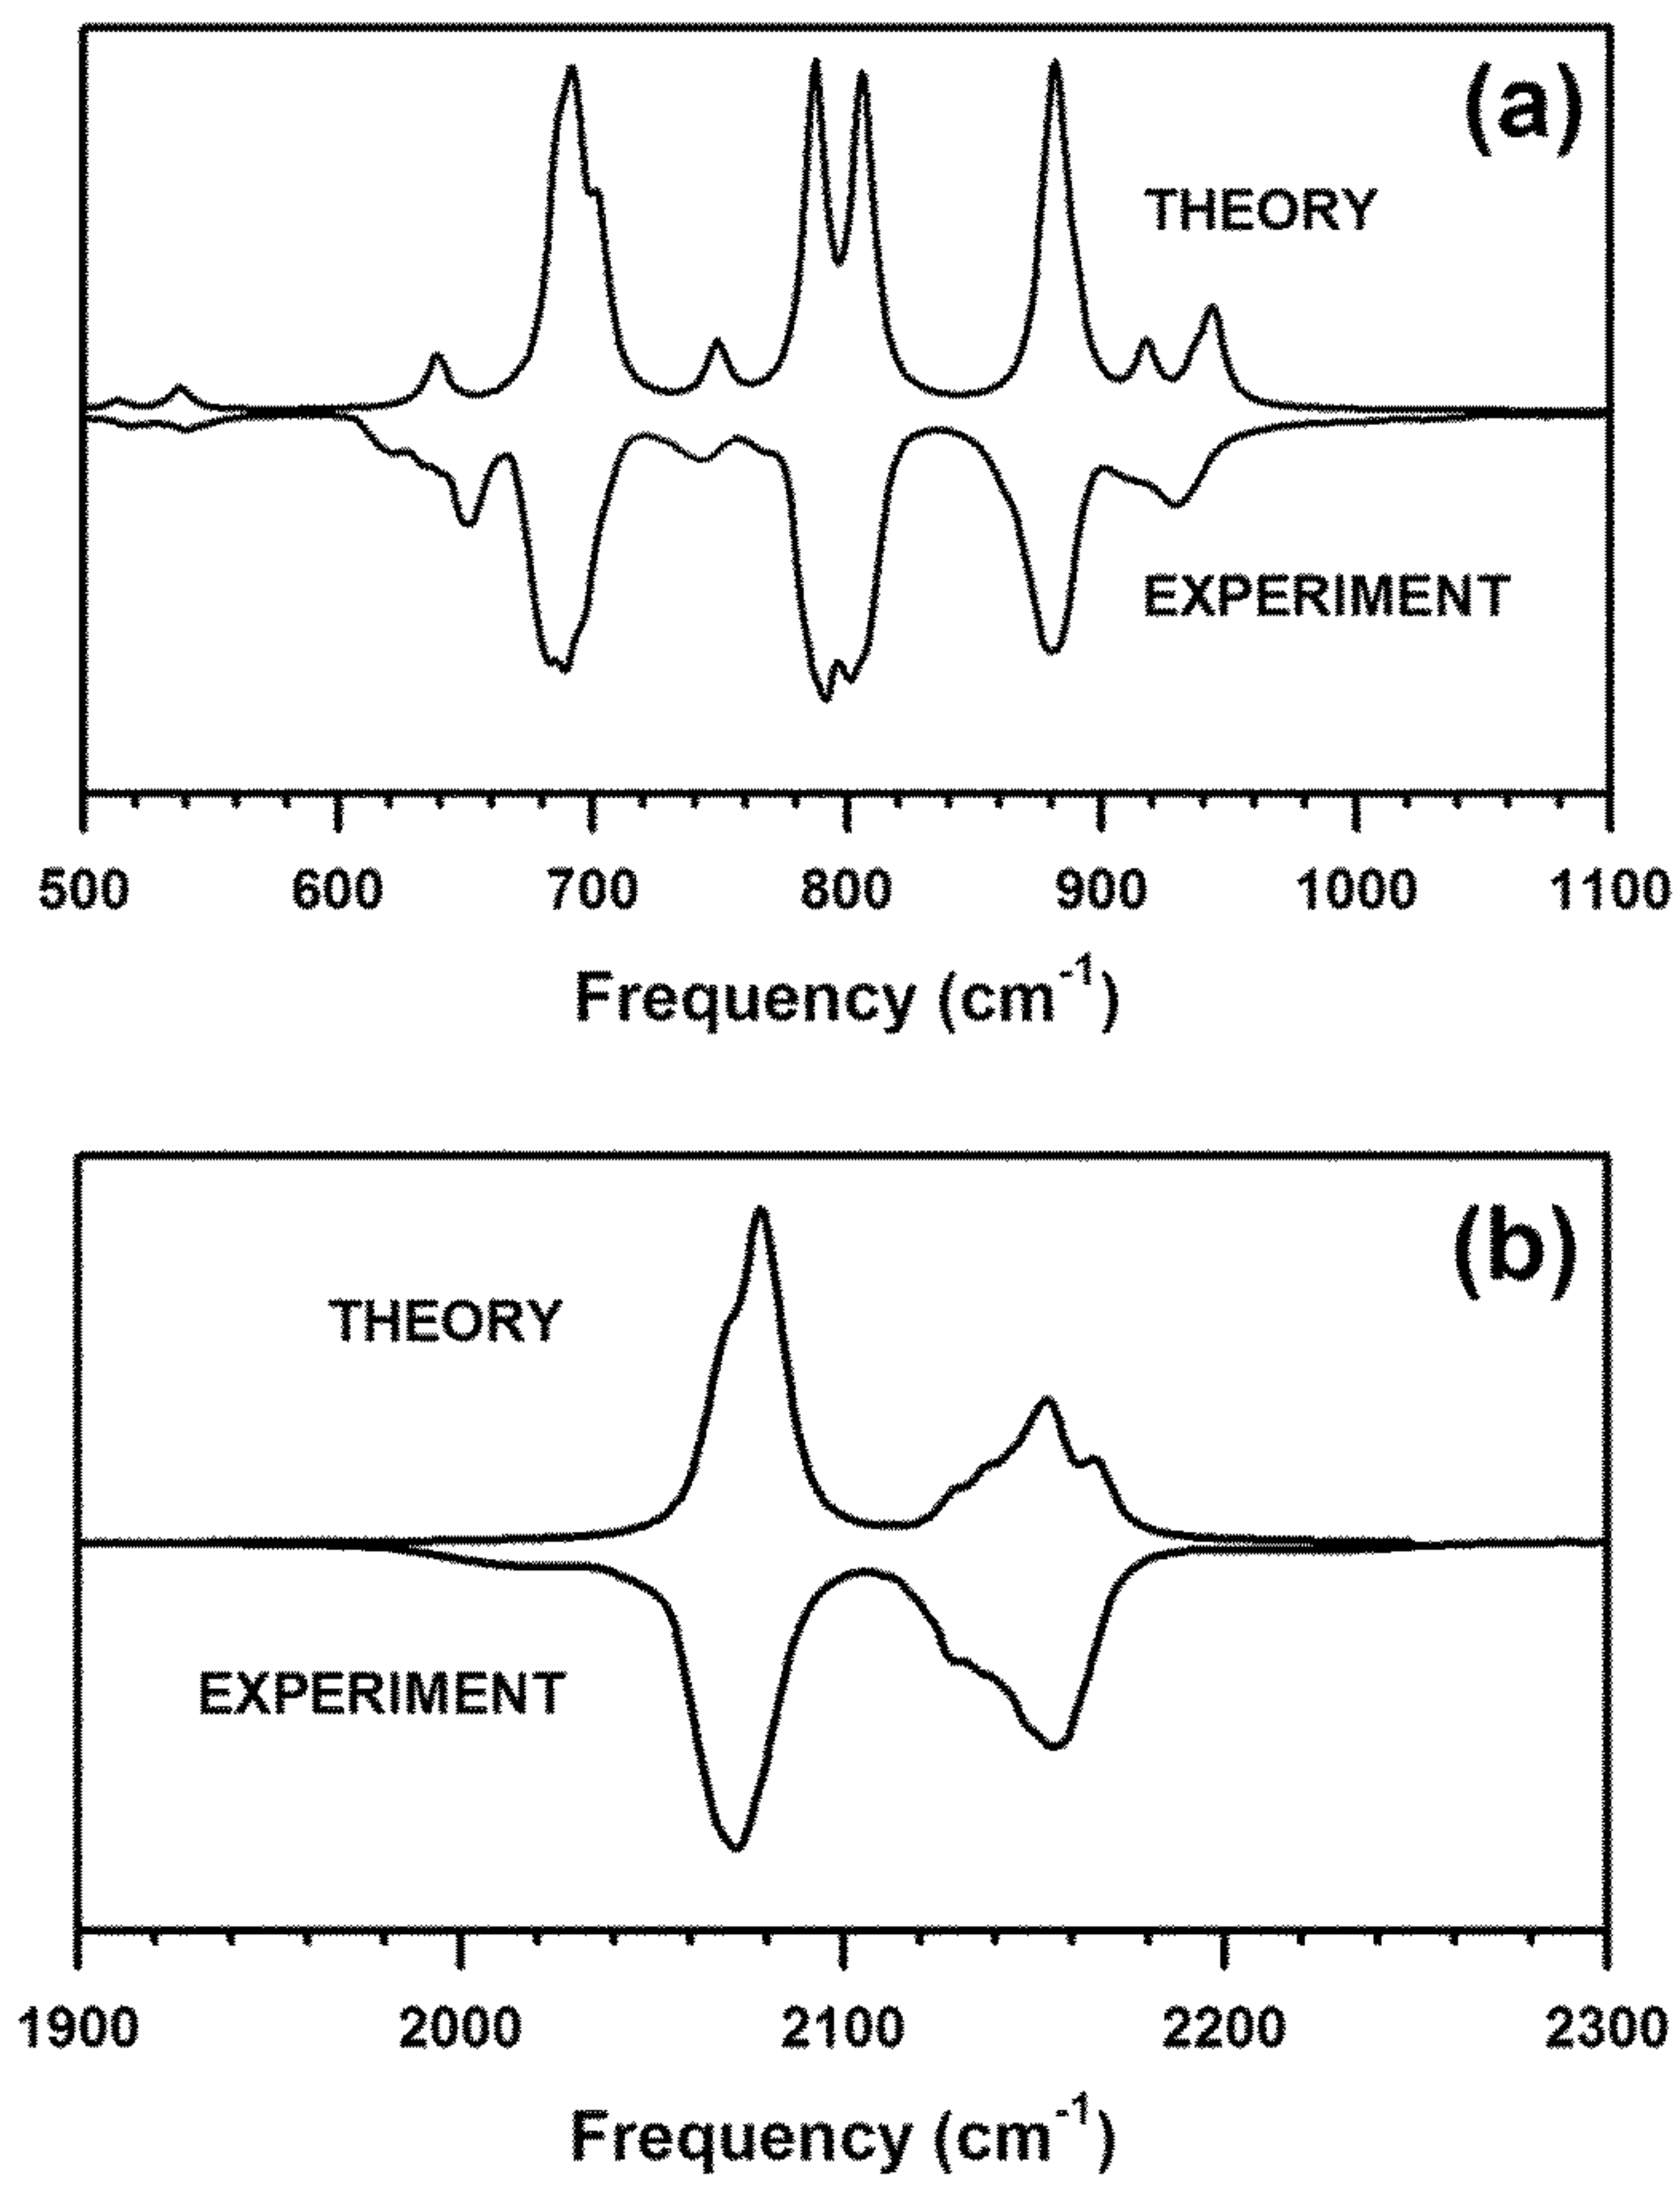 (a)
THEORY
EXPERIMENT
500 600 700 800 900 1000 1100
Frequency (cm⁻¹)
(b)
THEORY
EXPERIMENT
1900 2000 2100 2200 2300
Frequency (cm⁻¹)